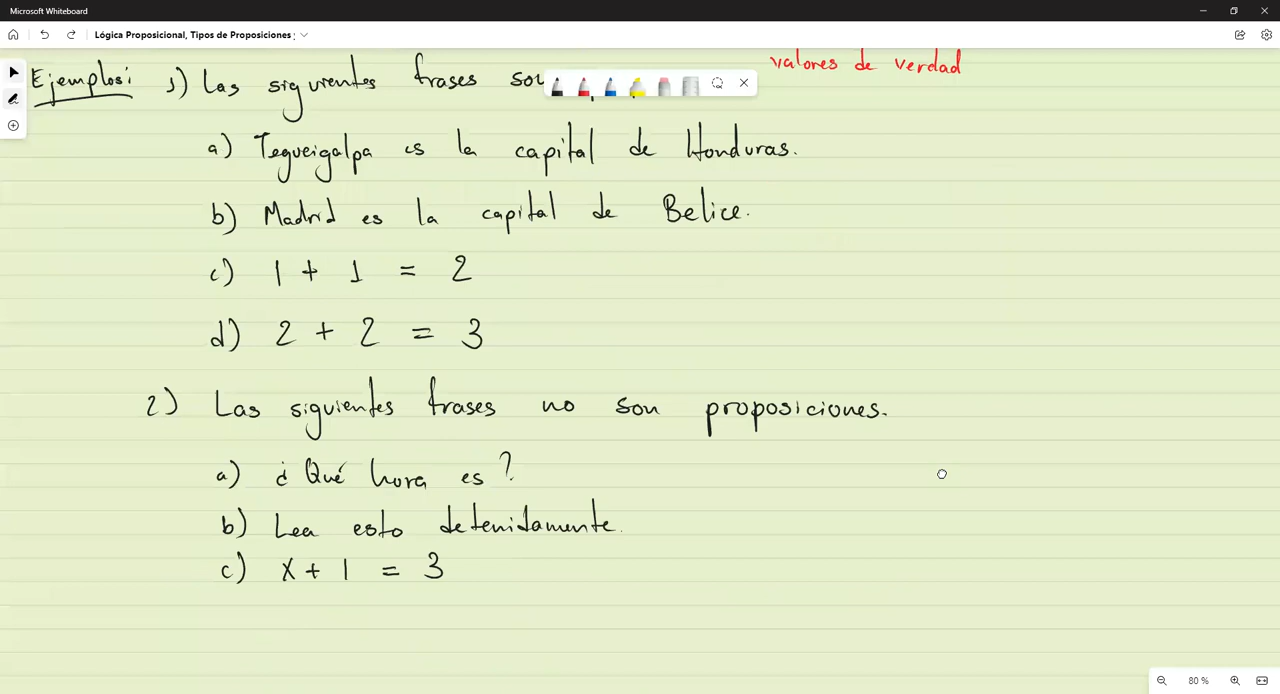 Microsoft Whiteboard
Lógica Proposicional, Tipos de Proposiciones
valores de verdad
Ejemplos: 1) Las siguientes frases son
a) Tegucigalpa es la capital de Honduras.
b) Madrid es la capital de Belice.
c) 1 + 1 = 2
d) 2 + 2 = 3
2) Las siguientes frases no son proposiciones.
a) ¿Qué hora es?
b) Lea esto detenidamente.
c) x + 1 = 3
80 %